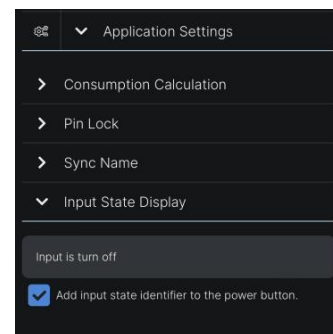 Application Settings
Consumption Calculation
Pin Lock
Sync Name
Input State Display
Input is turn off
Add input state identifier to the power button.